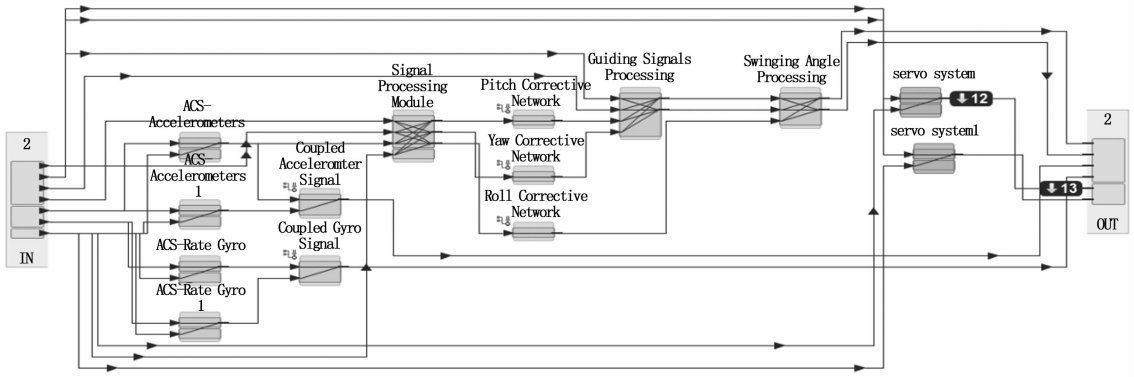 2
IN
ACS-
Accelerometers
ACS-
Accelerometers
1
ACS-Rate Gyro
ACS-Rate Gyro
1
Coupled
Acceleromter
Signal
Coupled Gyro
Signal
Signal
Processing
Module
Pitch Corrective
Network
Yaw Corrective
Network
Roll Corrective
Network
Guiding Signals
Processing
Swinging Angle
Processing
servo system
12
servo system1
13
2
OUT